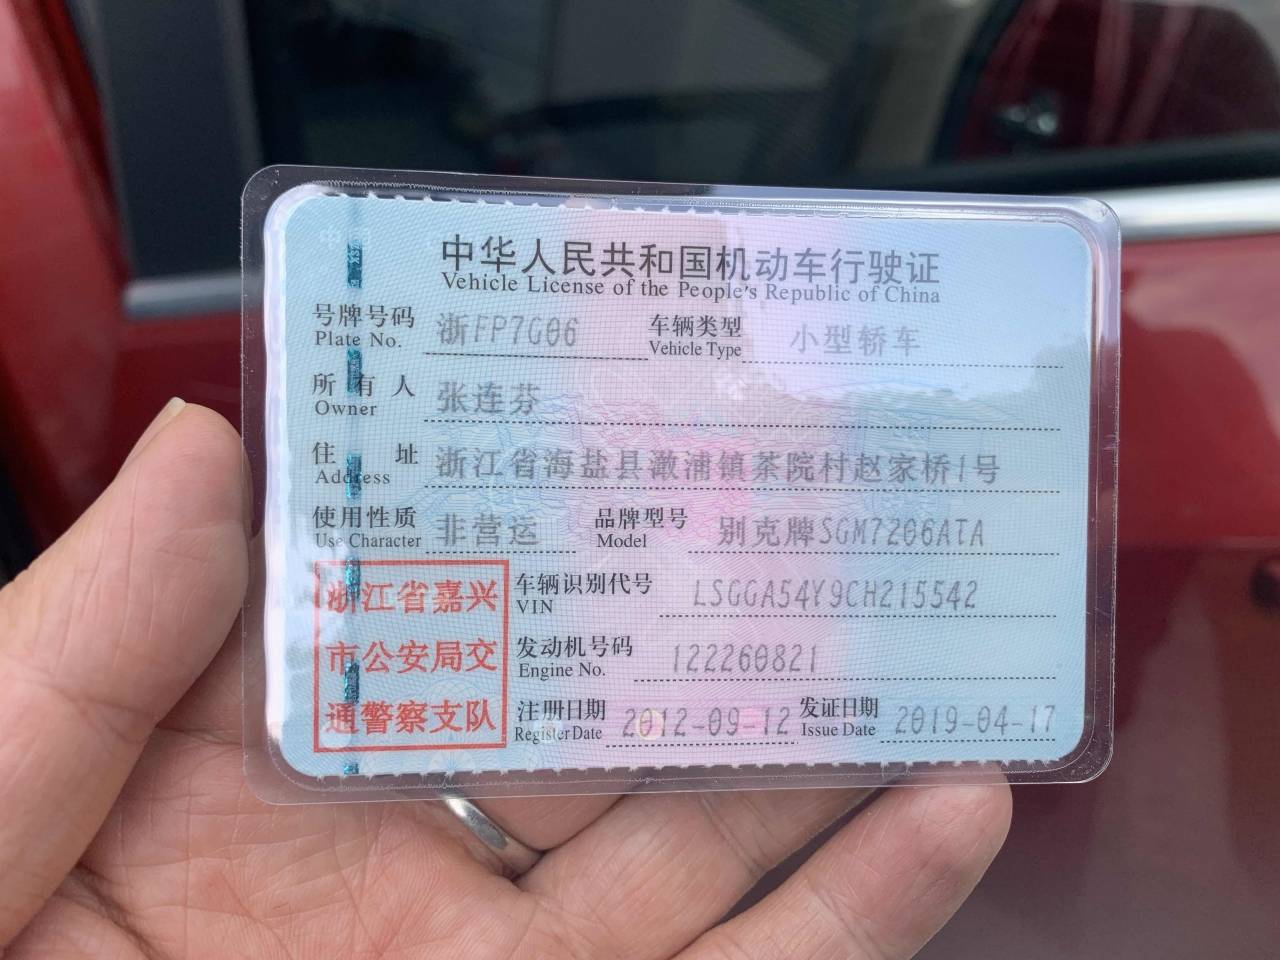 中华人民共和国机动车行驶证
Vehicle License of the People's Republic of China
号牌号码 浙FP7G06 车辆类型 小型轿车
Plate No. Vehicle Type
所有人 张连芬
Owner
住址 浙江省海盐县澉浦镇茶院村赵家桥1号
Address
使用性质 非营运 品牌型号 别克牌SGM7206ATA
Use Character Model
浙江省嘉兴
市公安局交
通警察支队
车辆识别代号 LSGGA54Y9CH215542
VIN
发动机号码 122260821
Engine No.
注册日期 2012-09-12 发证日期 2019-04-17
Register Date Issue Date